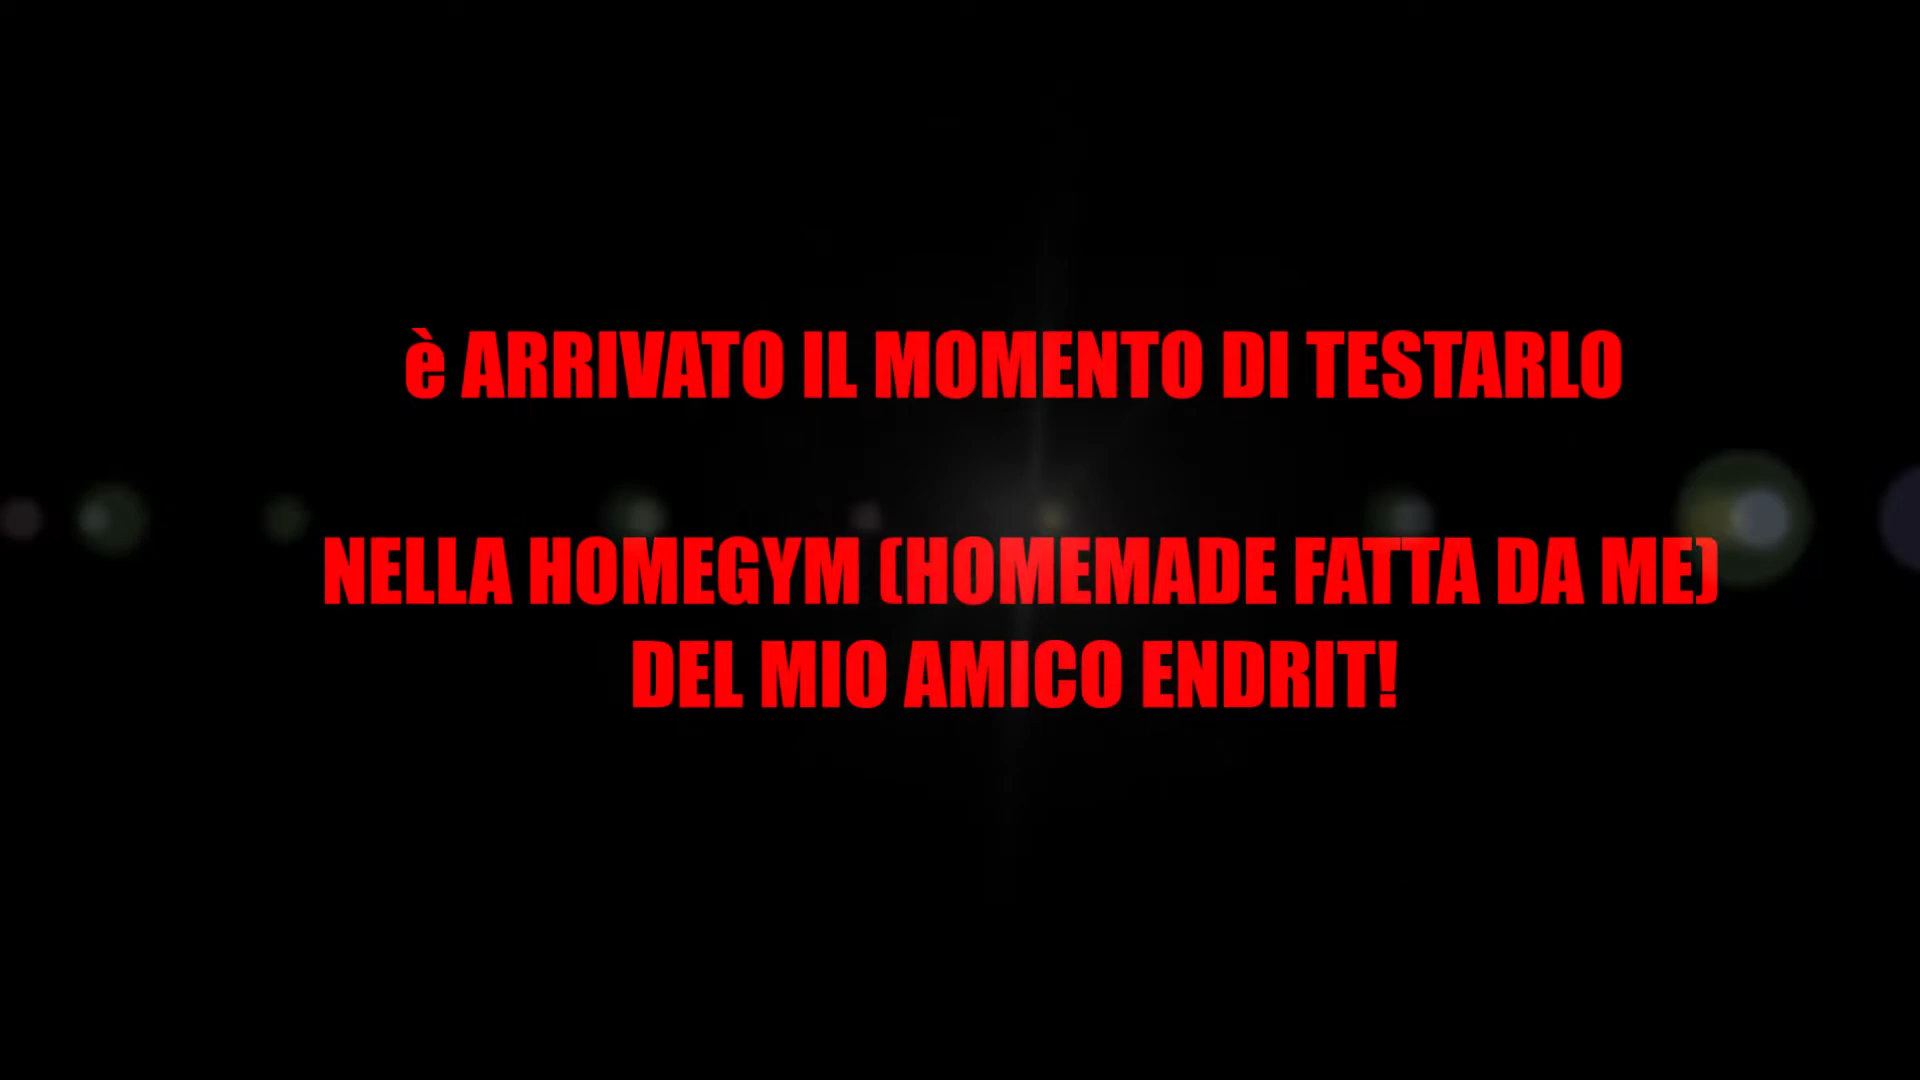 è ARRIVATO IL MOMENTO DI TESTARLO
NELLA HOMEGYM (HOMEMADE FATTA DA ME)
DEL MIO AMICO ENDRIT!